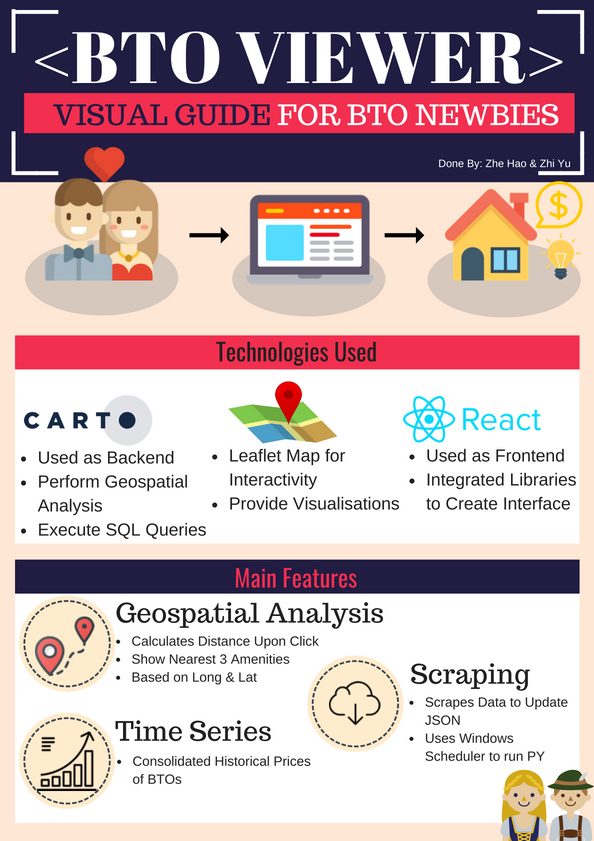 <BTO VIEWER>
VISUAL GUIDE FOR BTO NEWBIES
Done By: Zhe Hao & Zhi Yu
$
Technologies Used
CARTO
• Used as Backend
• Perform Geospatial
Analysis
• Execute SQL Queries
• Leaflet Map for
Interactivity
• Provide Visualisations
React
• Used as Frontend
• Integrated Libraries
to Create Interface
Main Features
Geospatial Analysis
• Calculates Distance Upon Click
• Show Nearest 3 Amenities
• Based on Long & Lat
Scraping
• Scrapes Data to Update
JSON
• Uses Windows
Scheduler to run PY
Time Series
• Consolidated Historical Prices
of BTOs